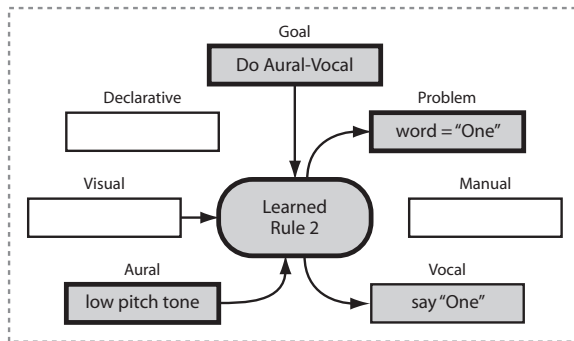 Goal
Do Aural-Vocal
Declarative
Problem
word = “One”
Visual
Learned
Rule 2
Manual
Aural
low pitch tone
Vocal
say “One”